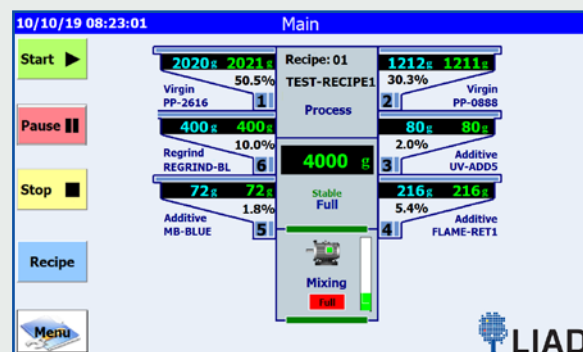 10/10/19 08:23:01
Main
Start
Pause
Stop
Recipe
Menu
2020g 2021g
50.5%
Virgin
PP-2616
1
400g 400g
10.0%
Regrind
REGRIND-BL
6
72g 72g
1.8%
Additive
MB-BLUE
5
Recipe: 01
TEST-RECIPE1
Process
4000 g
Stable
Full
Mixing
Full
1212g 1211g
30.3%
Virgin
PP-0888
2
80g 80g
2.0%
Additive
UV-ADD5
3
216g 216g
5.4%
Additive
FLAME-RET1
4
LIAD